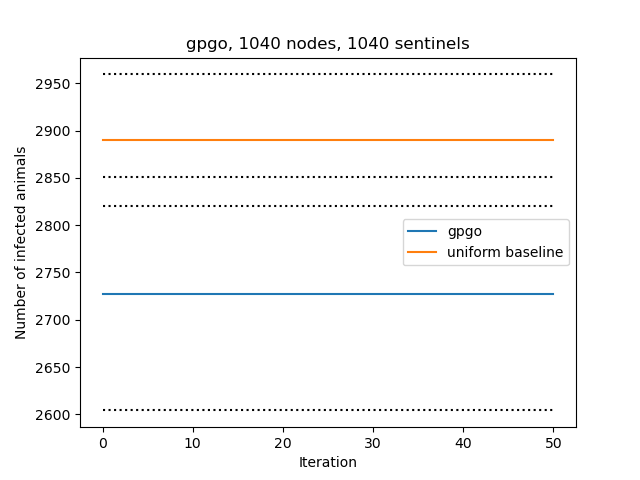 gpgo, 1040 nodes, 1040 sentinels
Number of infected animals
2950
2900
2850
2800
2750
2700
2650
2600
gpgo
uniform baseline
0 10 20 30 40 50
Iteration